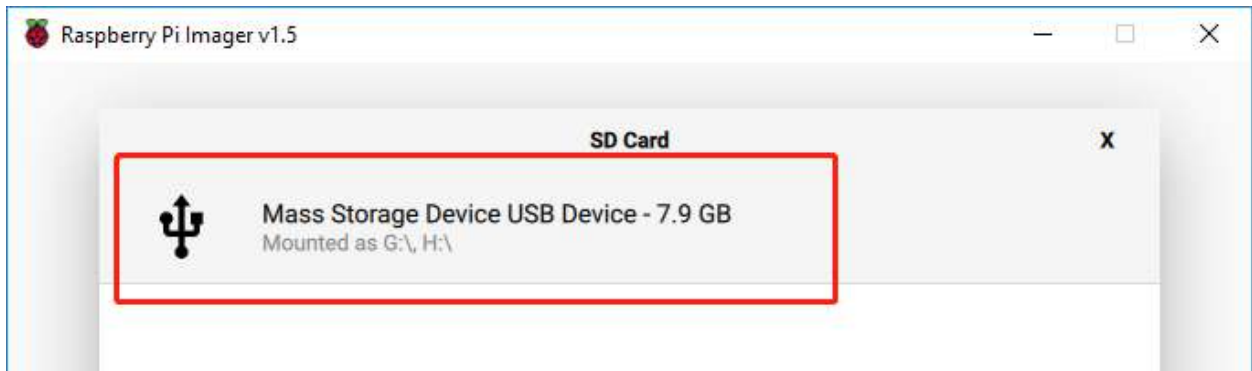 Raspberry Pi Imager v1.5
SD Card
X
Mass Storage Device USB Device - 7.9 GB
Mounted as G:\, H:\